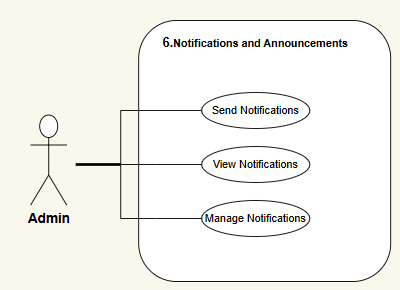 6.Notifications and Announcements
Send Notifications
View Notifications
Manage Notifications
Admin